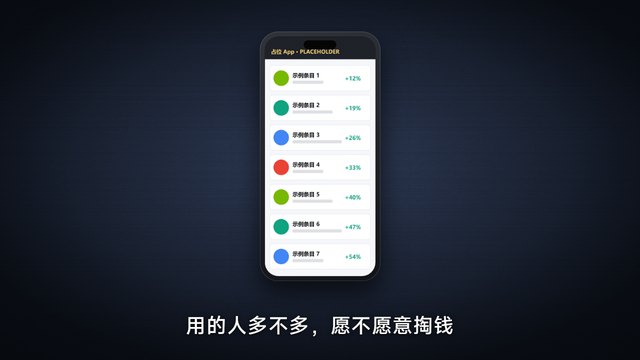 占位 App • PLACEHOLDER
示例条目 1
+12%
示例条目 2
+19%
示例条目 3
+26%
示例条目 4
+33%
示例条目 5
+40%
示例条目 6
+47%
示例条目 7
+54%
用的人多不多，愿不愿意掏钱